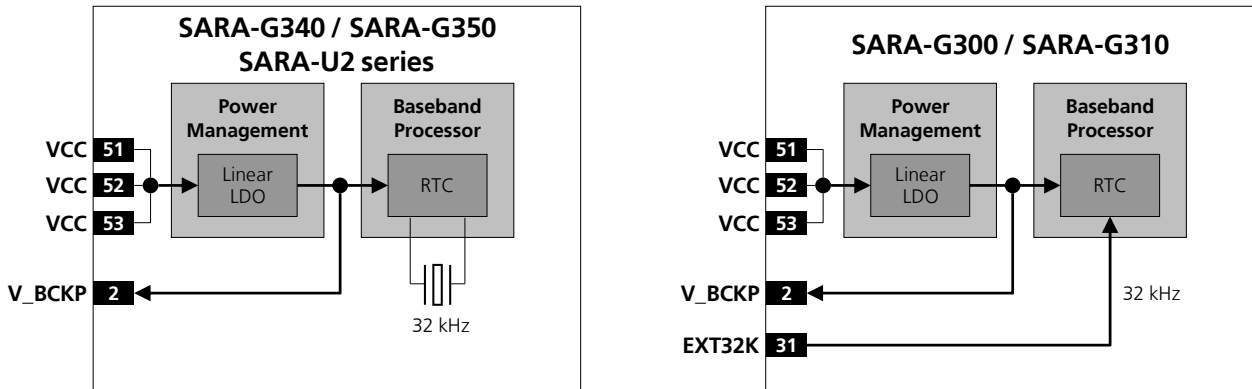 SARA-G340 / SARA-G350
SARA-U2 series
Power
Management
Baseband
Processor
VCC 51
VCC 52
VCC 53
Linear
LDO
RTC
V_BCKP 2
32 kHz
SARA-G300 / SARA-G310
Power
Management
Baseband
Processor
VCC 51
VCC 52
VCC 53
Linear
LDO
RTC
V_BCKP 2
32 kHz
EXT32K 31